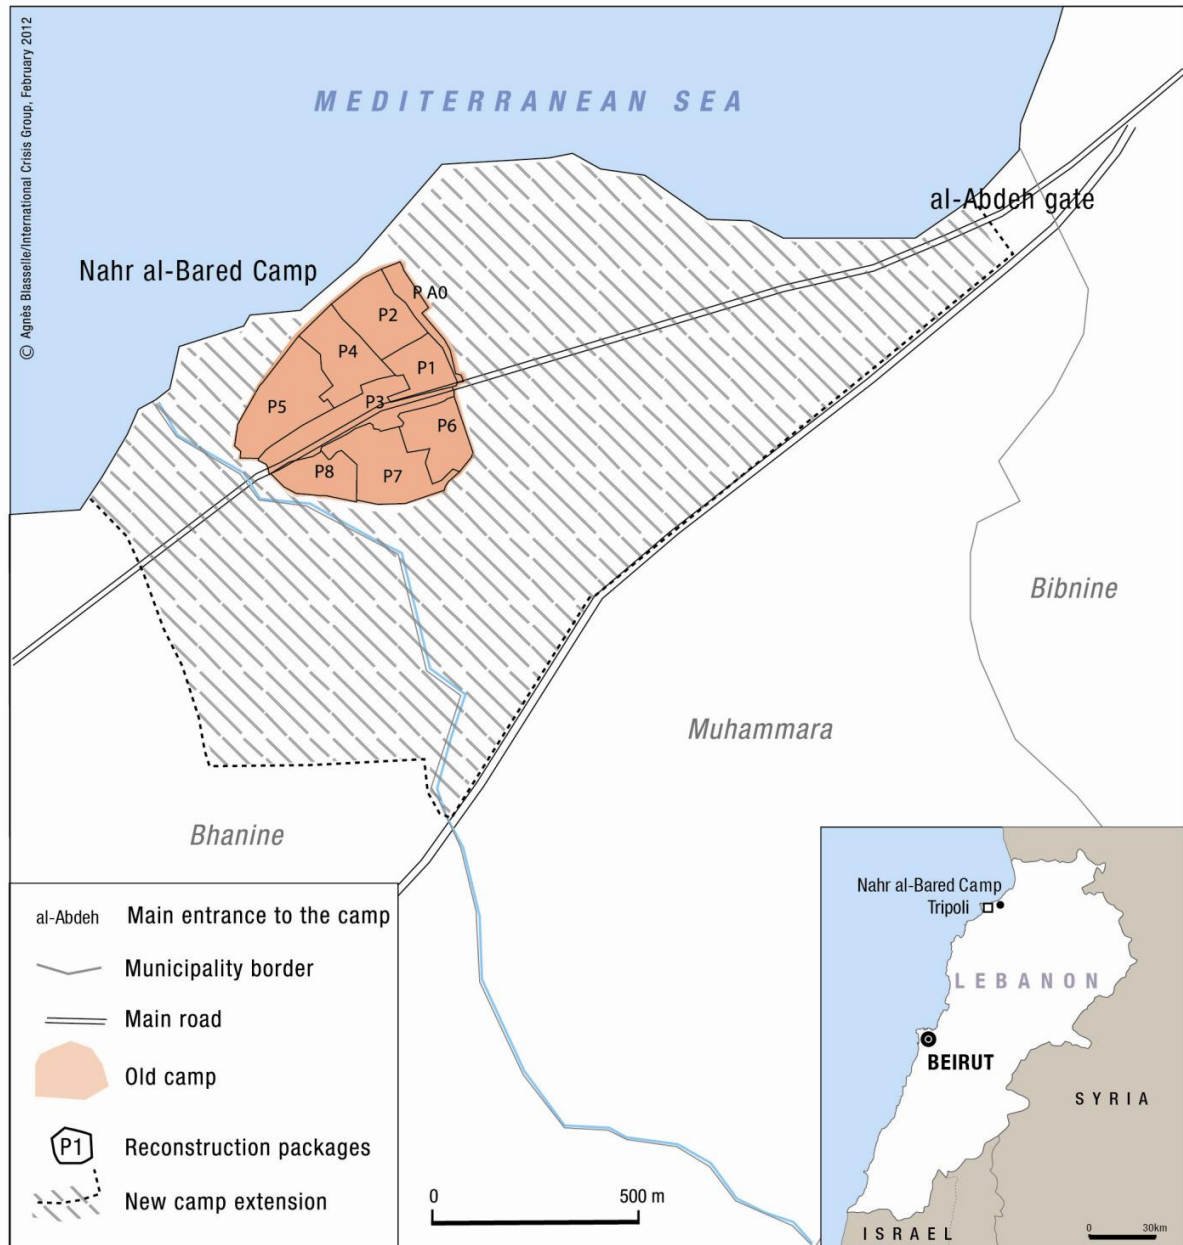 © Agnès Blasselle/International Crisis Group, February 2012
MEDITERRANEAN SEA
al-Abdeh gate
Nahr al-Bared Camp
P A0
P2
P4
P1
P3
P5
P6
P8
P7
Bibnine
Muhammara
Bhanine
al-Abdeh Main entrance to the camp
Municipality border
Main road
Old camp
P1 Reconstruction packages
New camp extension
0 500 m
Nahr al-Bared Camp
Tripoli
LEBANON
BEIRUT
SYRIA
ISRAEL
0 30km